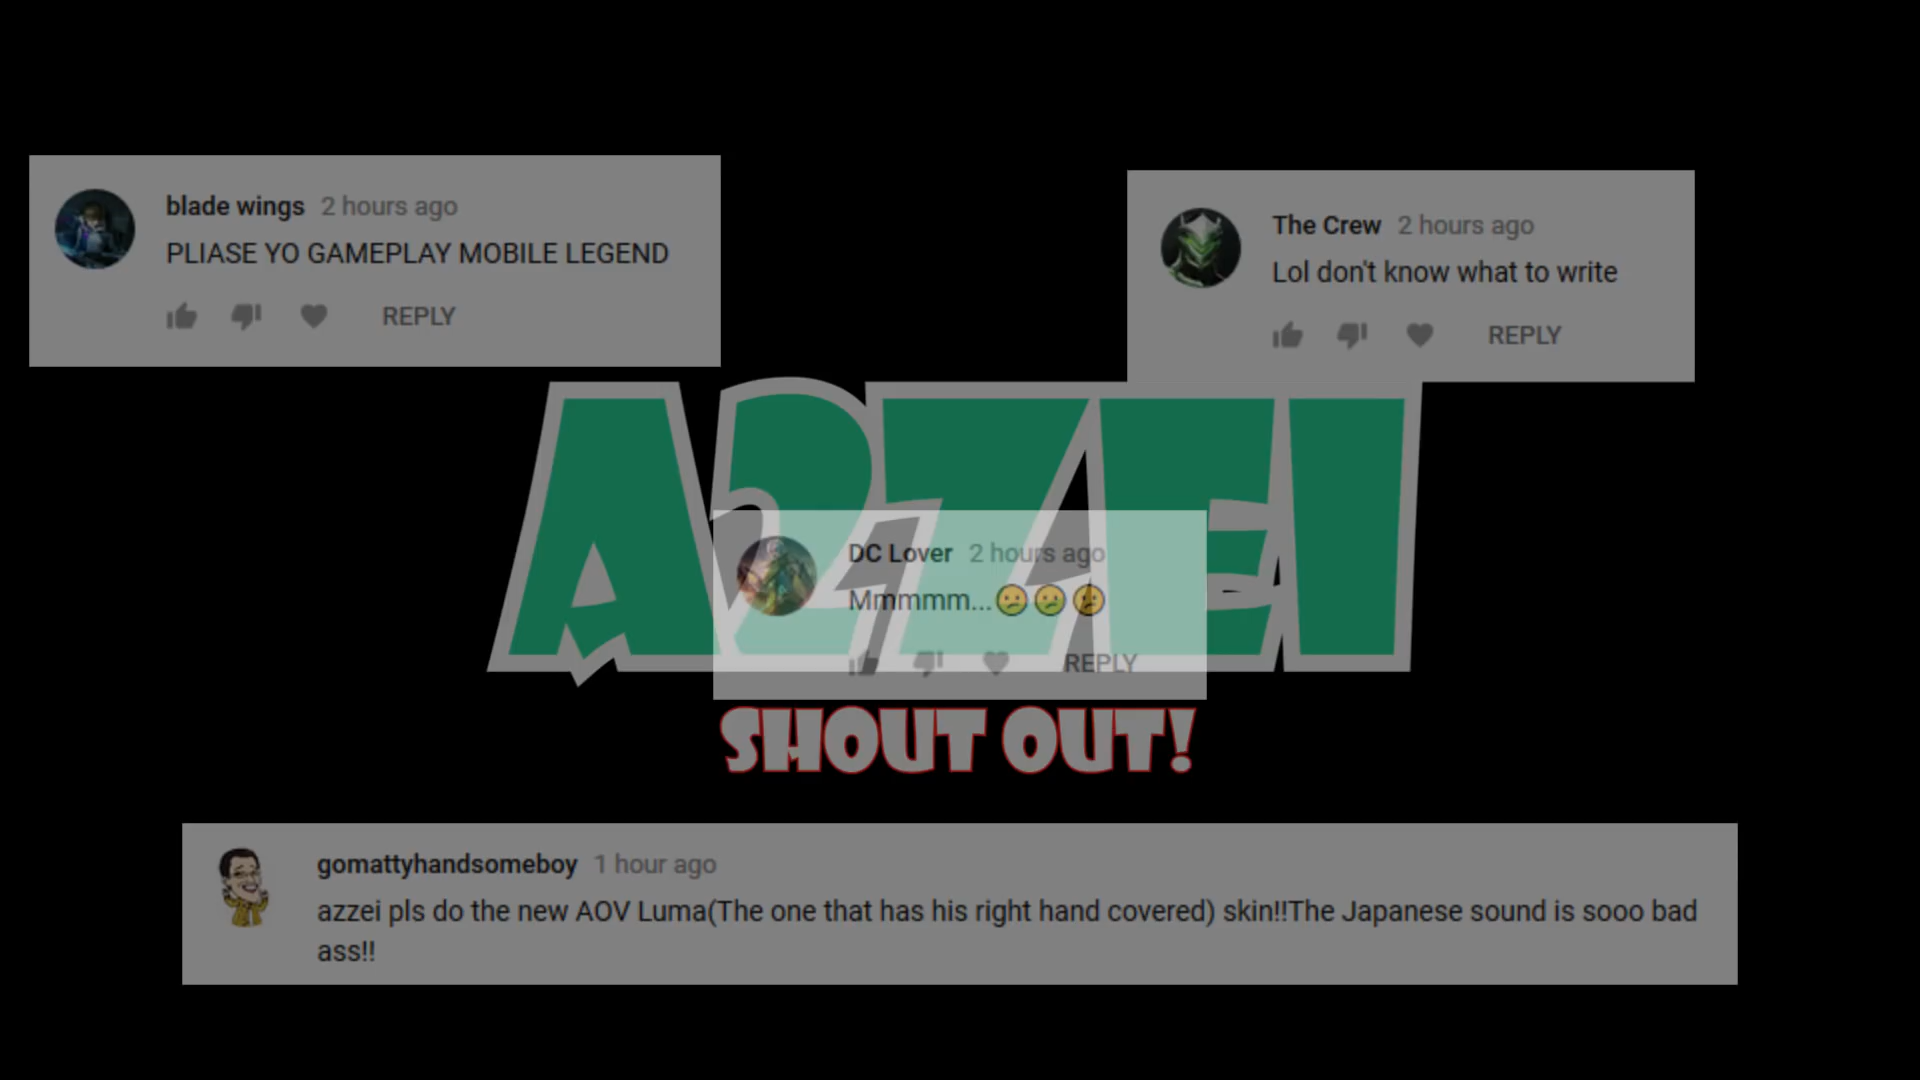 blade wings 2 hours ago
PLIASE YO GAMEPLAY MOBILE LEGEND
REPLY
The Crew 2 hours ago
Lol don't know what to write
REPLY
A2ZEI
DC Lover 2 hours ago
Mmmmm...😕😕😕
REPLY
SHOUT OUT!
gomattyhandsomeboy 1 hour ago
azzei pls do the new AOV Luma(The one that has his right hand covered) skin!!The Japanese sound is sooo bad
ass!!